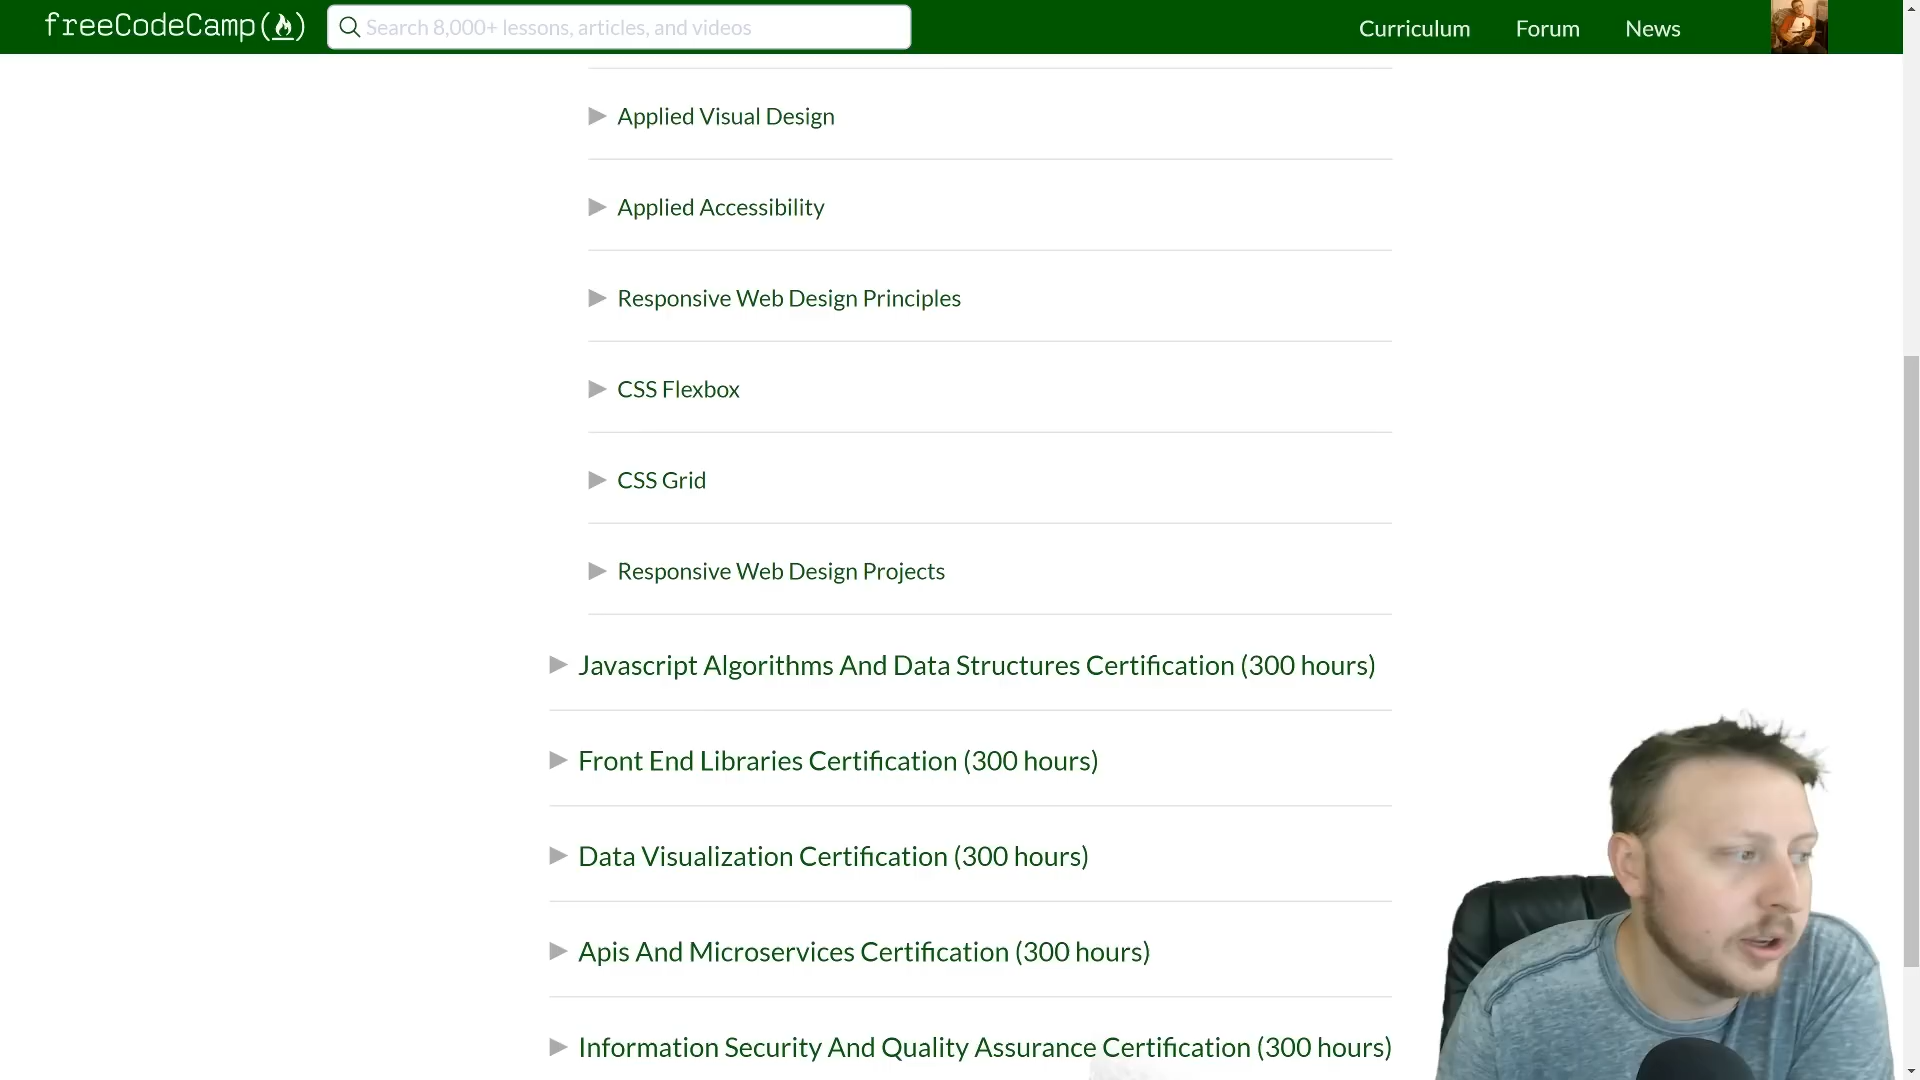 freeCodeCamp
Search 8,000+ lessons, articles, and videos
Curriculum
Forum
News
Applied Visual Design
Applied Accessibility
Responsive Web Design Principles
CSS Flexbox
CSS Grid
Responsive Web Design Projects
Javascript Algorithms And Data Structures Certification (300 hours)
Front End Libraries Certification (300 hours)
Data Visualization Certification (300 hours)
Apis And Microservices Certification (300 hours)
Information Security And Quality Assurance Certification (300 hours)